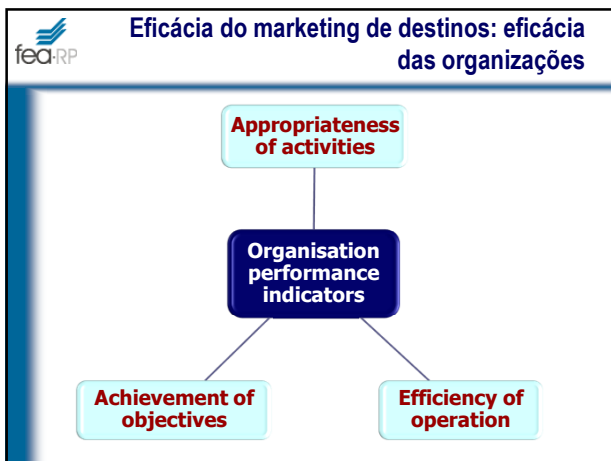 Eficácia do marketing de destinos: eficácia
das organizações
fea-RP
Appropriateness
of activities
Organisation
performance
indicators
Achievement of
objectives
Efficiency of
operation